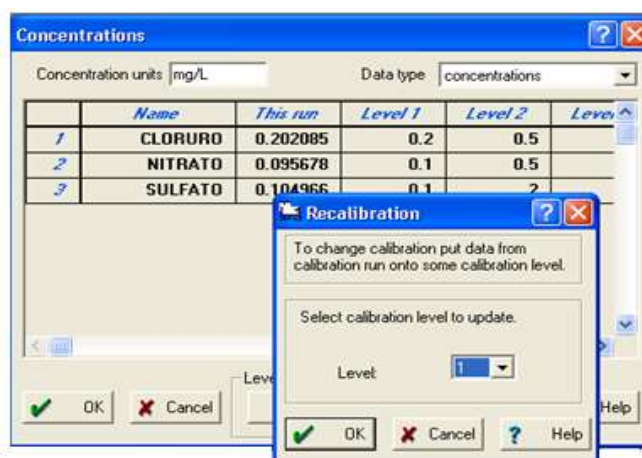 Concentrations
Concentration units mg/L Data type concentrations
Name This run Level 1 Level 2
1 CLORURO 0.202085 0.2 0.5
2 NITRATO 0.095678 0.1 0.5
3 SULFATO 0.104966 0.1 2
Recalibration
To change calibration put data from
calibration run onto some calibration level.
Select calibration level to update.
Level: 1
OK Cancel Help
OK Cancel Help